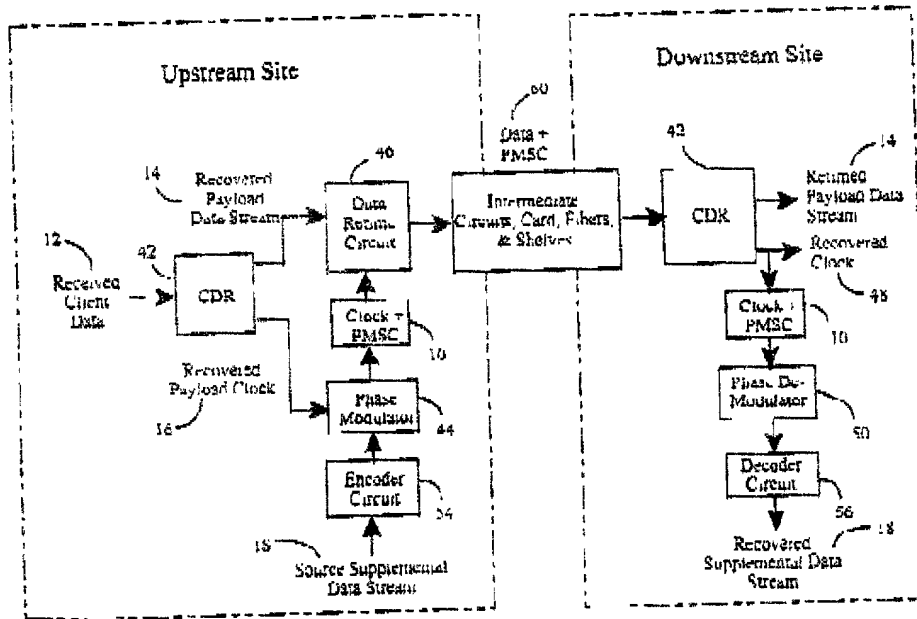 Upstream Site
Downstream Site
60
Data +
PMSC
14
Recovered
Payload
Data Stream
46
Data
Retime
Circuit
Intermediate
Circuits, Card, Fibers,
& Shelves
42
CDR
14
Retimed
Payload Data
Stream
Recovered
Clock
48
12
Received
Client
Data
42
CDR
Clock +
PMSC
10
Clock +
PMSC
10
Recovered
Payload Clock
16
Phase
Modulator
44
Phase De-
Modulator
50
Encoder
Circuit
54
Decoder
Circuit
56
18
Source Supplemental
Data Stream
Recovered
Supplemental Data
Stream
18